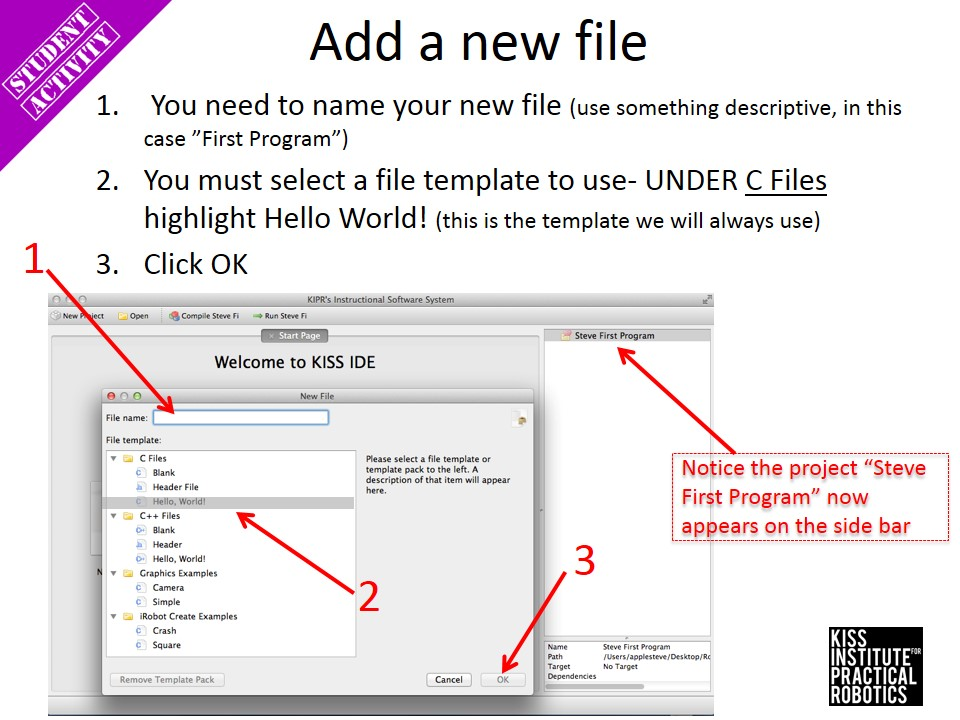 STUDENT
ACTIVITY
Add a new file
1. You need to name your new file (use something descriptive, in this
case ”First Program”)
2. You must select a file template to use- UNDER C Files
highlight Hello World! (this is the template we will always use)
3. Click OK
1
KIPR's Instructional Software System
New Project Open Compile Steve Fi Run Steve Fi
Start Page
Steve First Program
Welcome to KISS IDE
New File
File name:
File template:
C Files
Blank
Header File
Hello, World!
C++ Files
Blank
Header
Hello, World!
Graphics Examples
Camera
Simple
iRobot Create Examples
Crash
Square
Please select a file template or
template pack to the left. A
description of that item will appear
here.
Notice the project “Steve
First Program” now
appears on the side bar
2
3
N
Remove Template Pack
Cancel
OK
Name Steve First Program
Path /Users/applesteve/Desktop/Ro
Target No Target
Dependencies
KISS
INSTITUTE
FOR
PRACTICAL
ROBOTICS